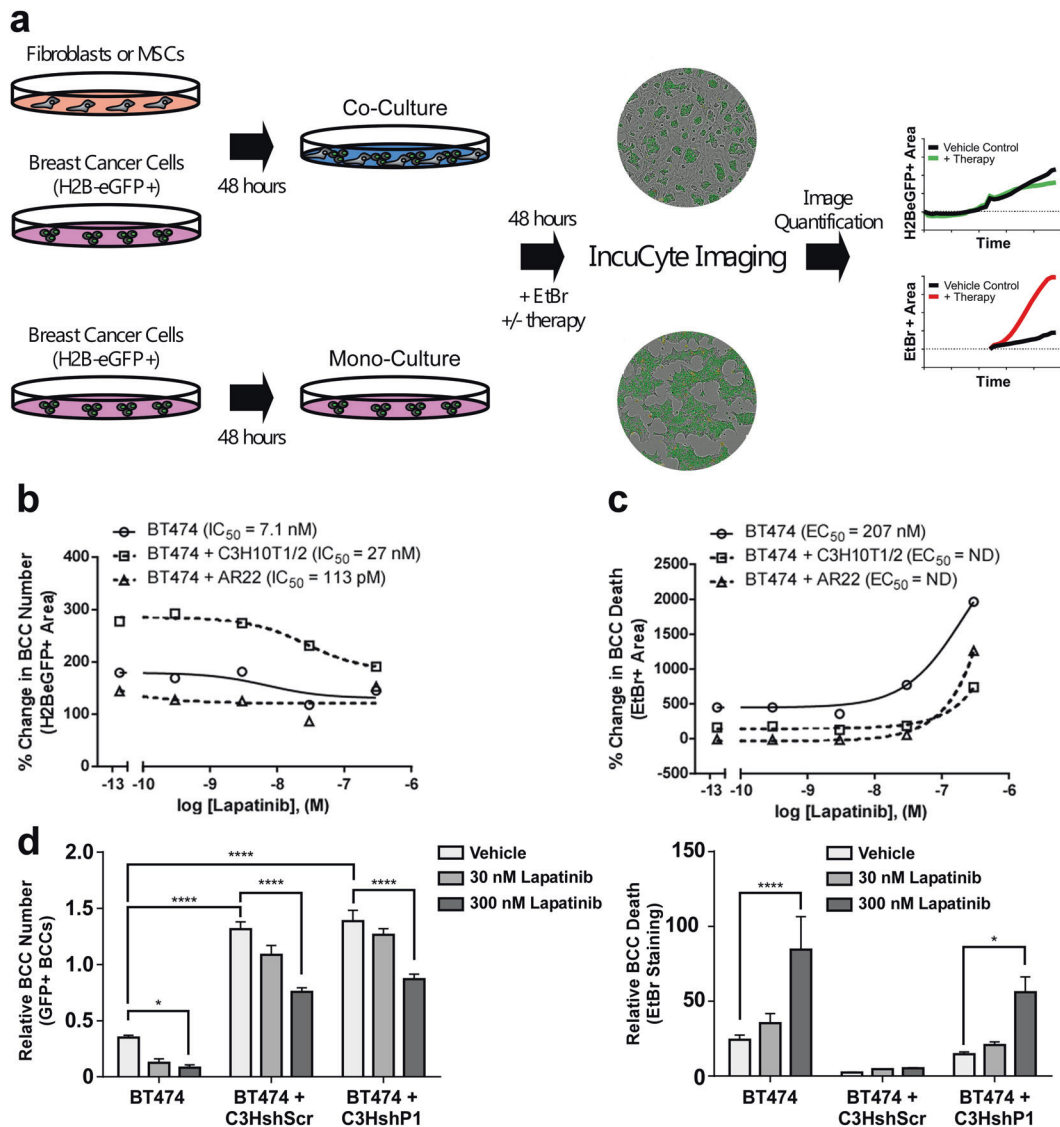 a
Fibroblasts or MSCs
Breast Cancer Cells
(H2B-eGFP+)
48 hours
Co-Culture
Breast Cancer Cells
(H2B-eGFP+)
48 hours
Mono-Culture
48 hours
+ EtBr
+/- therapy
IncuCyte Imaging
Image
Quantification
H2BeGFP+ Area
Vehicle Control
+ Therapy
Time
EtBr + Area
Vehicle Control
+ Therapy
Time
b
BT474 (IC50 = 7.1 nM)
BT474 + C3H10T1/2 (IC50 = 27 nM)
BT474 + AR22 (IC50 = 113 pM)
% Change in BCC Number
(H2BeGFP+ Area)
400
300
200
100
0
-13 -10 -9 -8 -7 -6
log [Lapatinib], (M)
c
BT474 (EC50 = 207 nM)
BT474 + C3H10T1/2 (EC50 = ND)
BT474 + AR22 (EC50 = ND)
% Change in BCC Death
(EtBr+ Area)
2500
2000
1500
1000
500
0
-500
-13 -10 -9 -8 -7 -6
log [Lapatinib], (M)
d
Relative BCC Number
(GFP+ BCCs)
2.0
1.5
1.0
0.5
0
****
****
****
****
*
Vehicle
30 nM Lapatinib
300 nM Lapatinib
BT474
BT474 +
C3HshScr
BT474 +
C3HshP1
Relative BCC Death
(EtBr Staining)
150
100
50
0
****
*
Vehicle
30 nM Lapatinib
300 nM Lapatinib
BT474
BT474 +
C3HshScr
BT474 +
C3HshP1